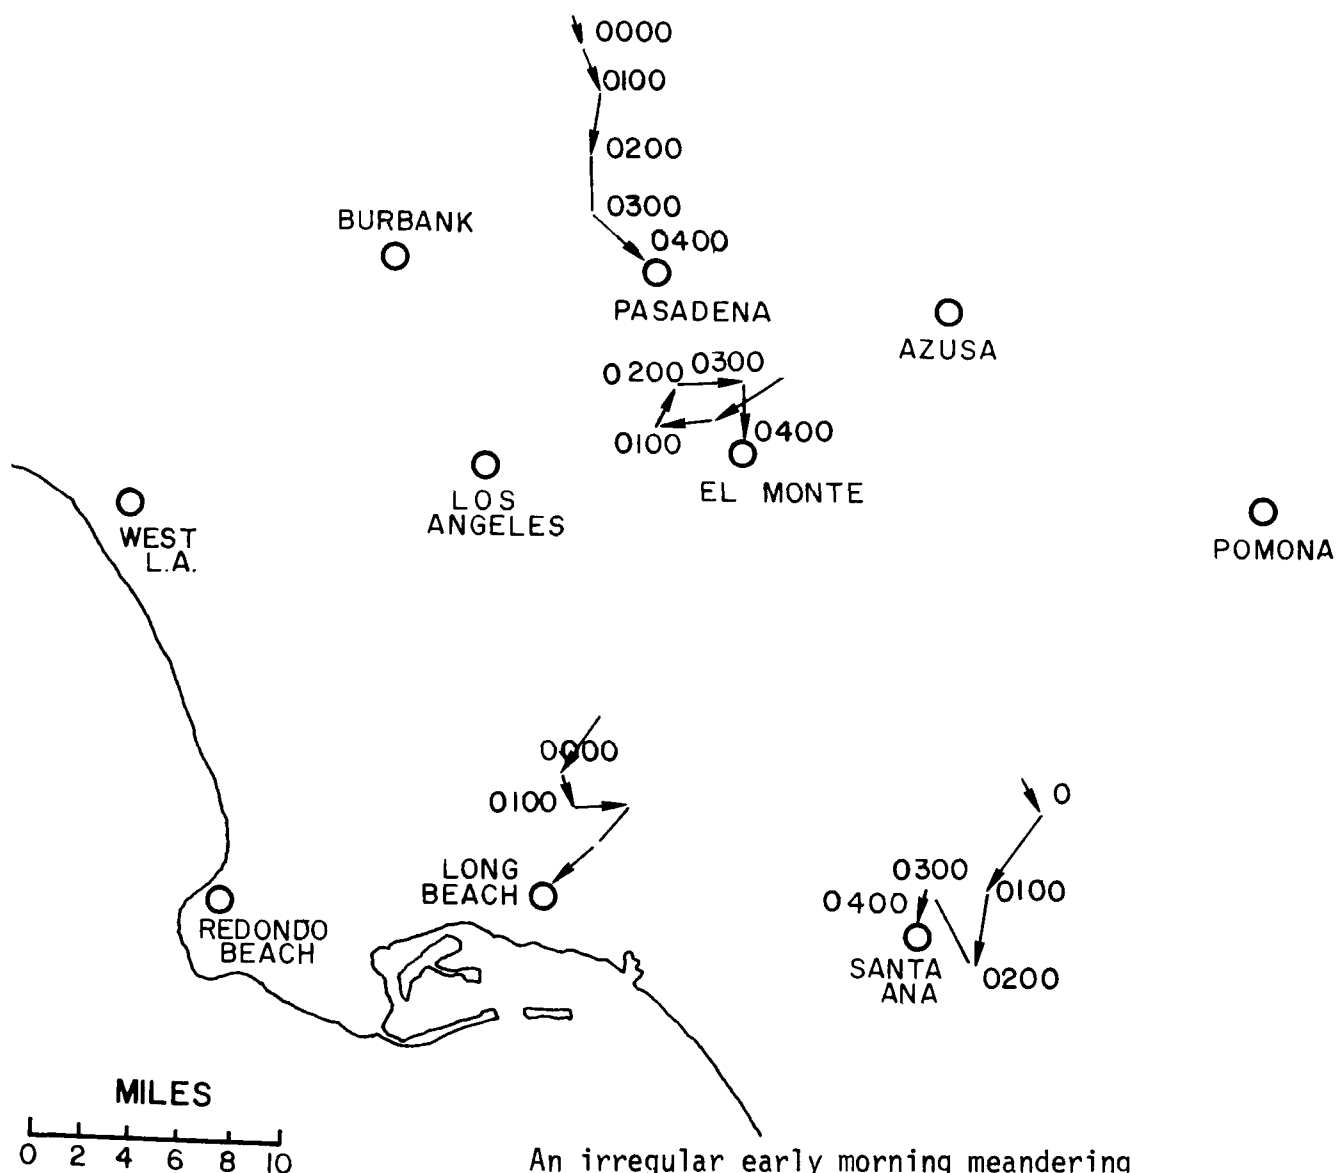 0000
0100
0200
0300
0400
BURBANK
PASADENA
AZUSA
0200 0300
0100
0400
EL MONTE
LOS
ANGELES
WEST
L.A.
POMONA
0000
0100
LONG
BEACH
0
0300
0100
0400
0200
SANTA
ANA
REDONDO
BEACH
MILES
0 2 4 6 8 10
An irregular early morning meandering